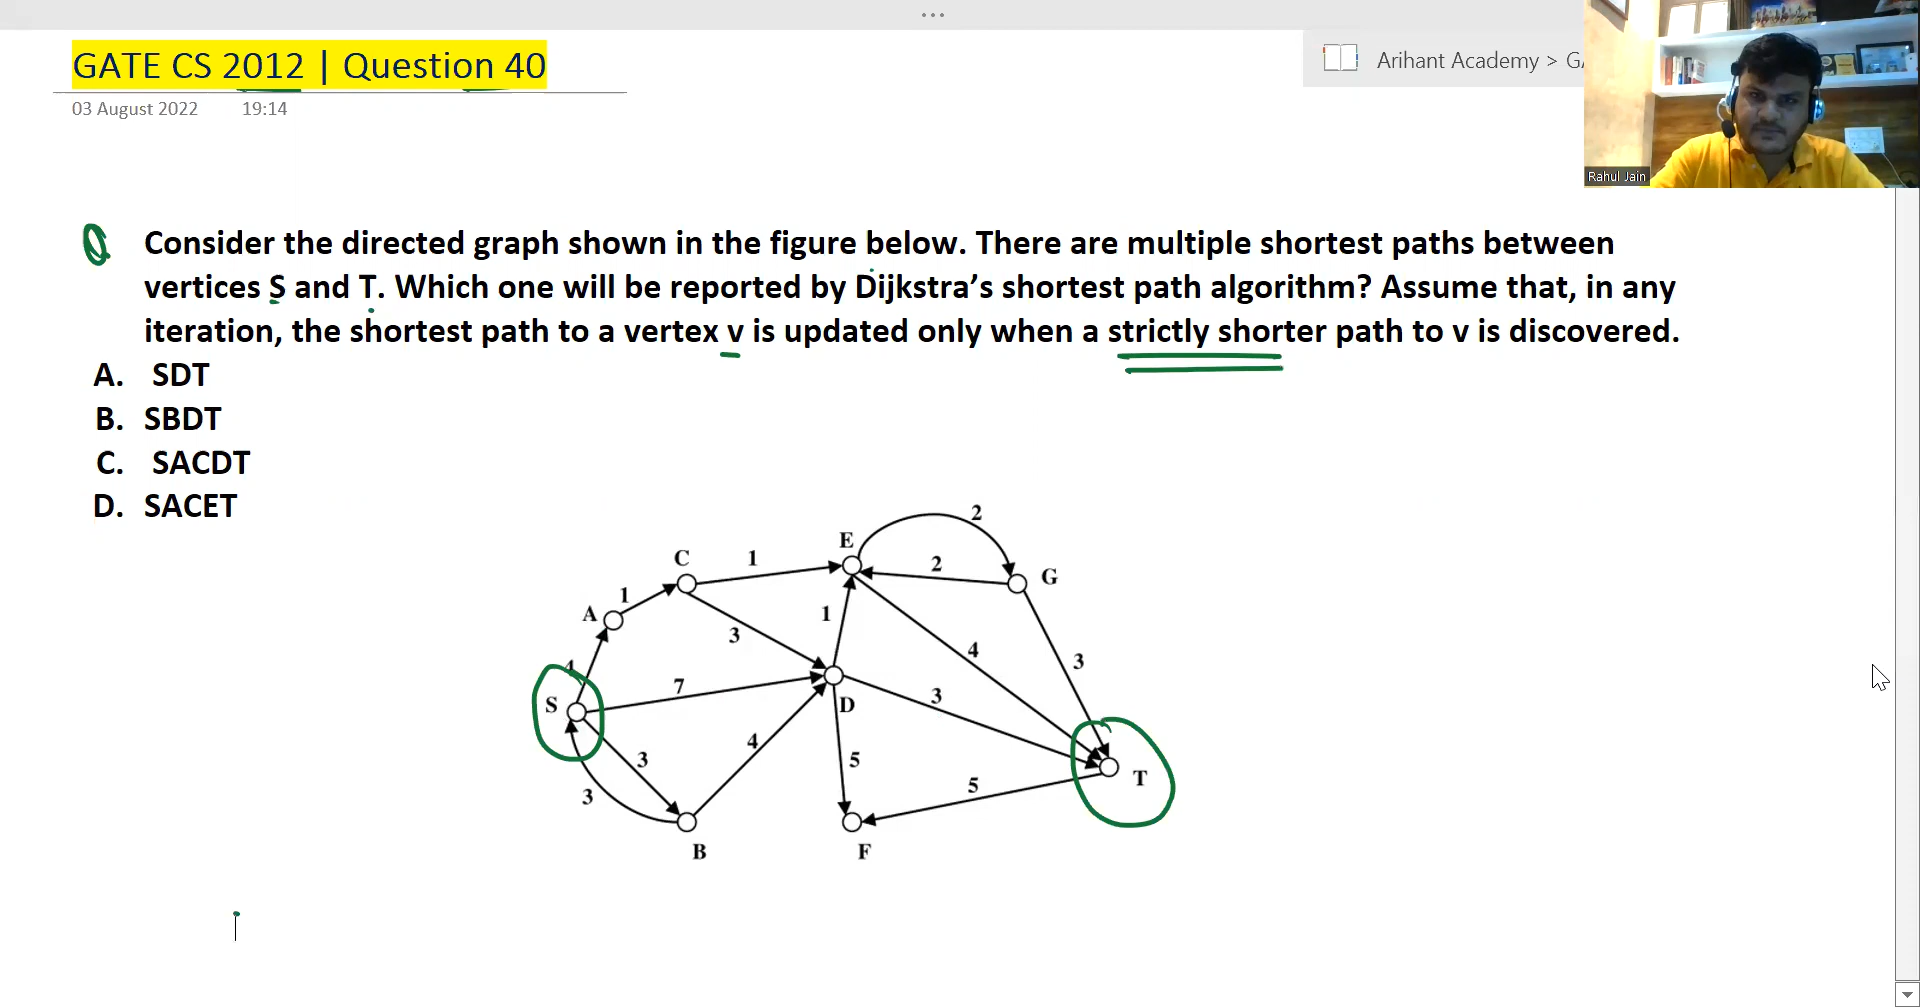 GATE CS 2012 | Question 40
Arihant Academy >
03 August 2022 19:14
Rahul Jain
Q Consider the directed graph shown in the figure below. There are multiple shortest paths between
vertices S and T. Which one will be reported by Dijkstra’s shortest path algorithm? Assume that, in any
iteration, the shortest path to a vertex v is updated only when a strictly shorter path to v is discovered.
A. SDT
B. SBDT
C. SACDT
D. SACET
2
E
C
1
2
G
1
A
1
3
4
3
4
7
S
3
D
4
3
5
T
3
5
B
F